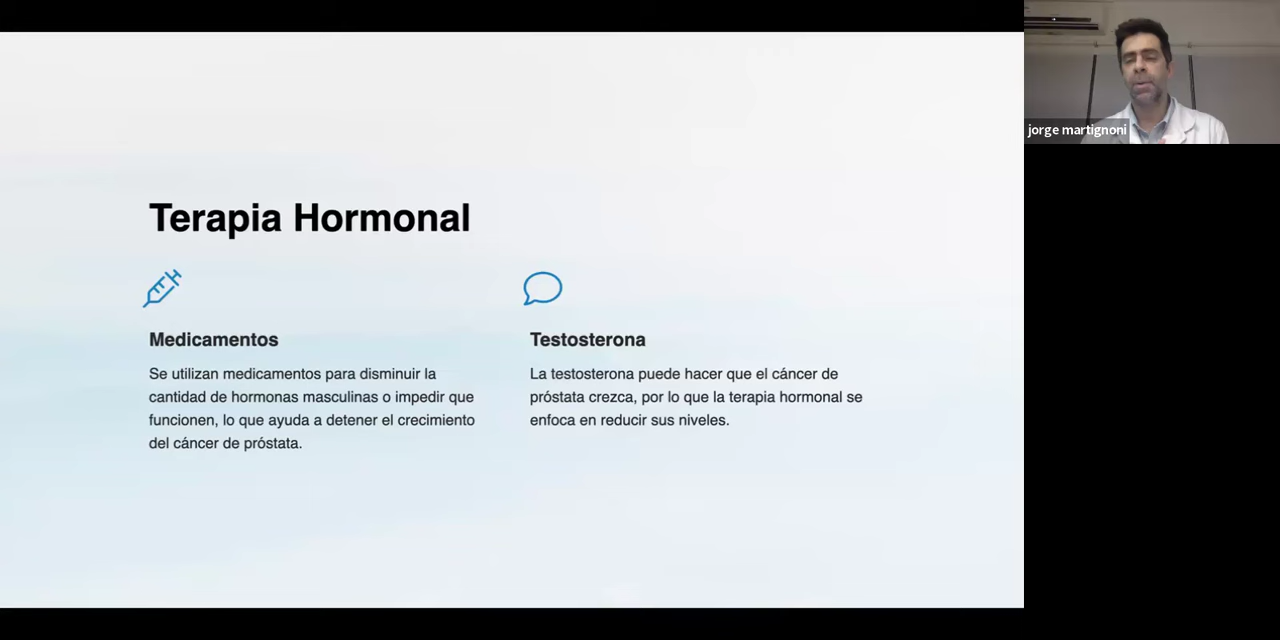 Terapia Hormonal
Medicamentos
Se utilizan medicamentos para disminuir la
cantidad de hormonas masculinas o impedir que
funcionen, lo que ayuda a detener el crecimiento
del cáncer de próstata.
Testosterona
La testosterona puede hacer que el cáncer de
próstata crezca, por lo que la terapia hormonal se
enfoca en reducir sus niveles.
jorge martignoni